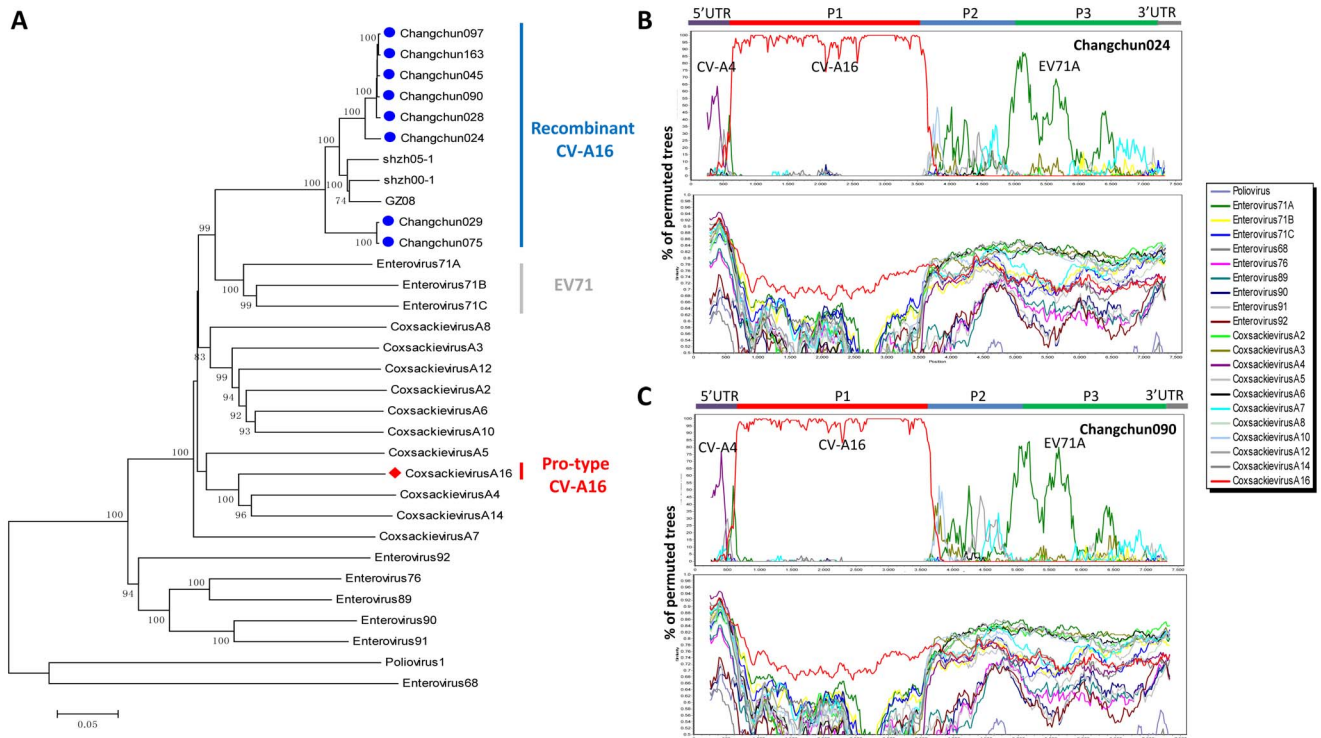 A
Changchun097
Changchun163
Changchun045
Changchun090
Changchun028
Changchun024
shzh05-1
shzh00-1
GZ08
Changchun029
Changchun075
Enterovirus71A
Enterovirus71B
Enterovirus71C
CoxsackievirusA8
CoxsackievirusA3
CoxsackievirusA12
CoxsackievirusA2
CoxsackievirusA6
CoxsackievirusA10
CoxsackievirusA5
CoxsackievirusA16
CoxsackievirusA4
CoxsackievirusA14
CoxsackievirusA7
Enterovirus92
Enterovirus76
Enterovirus89
Enterovirus90
Enterovirus91
Poliovirus1
Enterovirus68
100
100
100
100
100
74
100
99
100
99
83
99
94
92
93
100
100
96
100
94
100
100
100
0.05
Recombinant
CV-A16
EV71
Pro-type
CV-A16
B
5'UTR P1 P2 P3 3'UTR
Changchun024
CV-A4 CV-A16 EV71A
% of permuted trees
Position
C
5'UTR P1 P2 P3 3'UTR
Changchun090
CV-A4 CV-A16 EV71A
% of permuted trees
Poliovirus
Enterovirus71A
Enterovirus71B
Enterovirus71C
Enterovirus68
Enterovirus76
Enterovirus89
Enterovirus90
Enterovirus91
Enterovirus92
CoxsackievirusA2
CoxsackievirusA3
CoxsackievirusA4
CoxsackievirusA5
CoxsackievirusA6
CoxsackievirusA7
CoxsackievirusA8
CoxsackievirusA10
CoxsackievirusA12
CoxsackievirusA14
CoxsackievirusA16